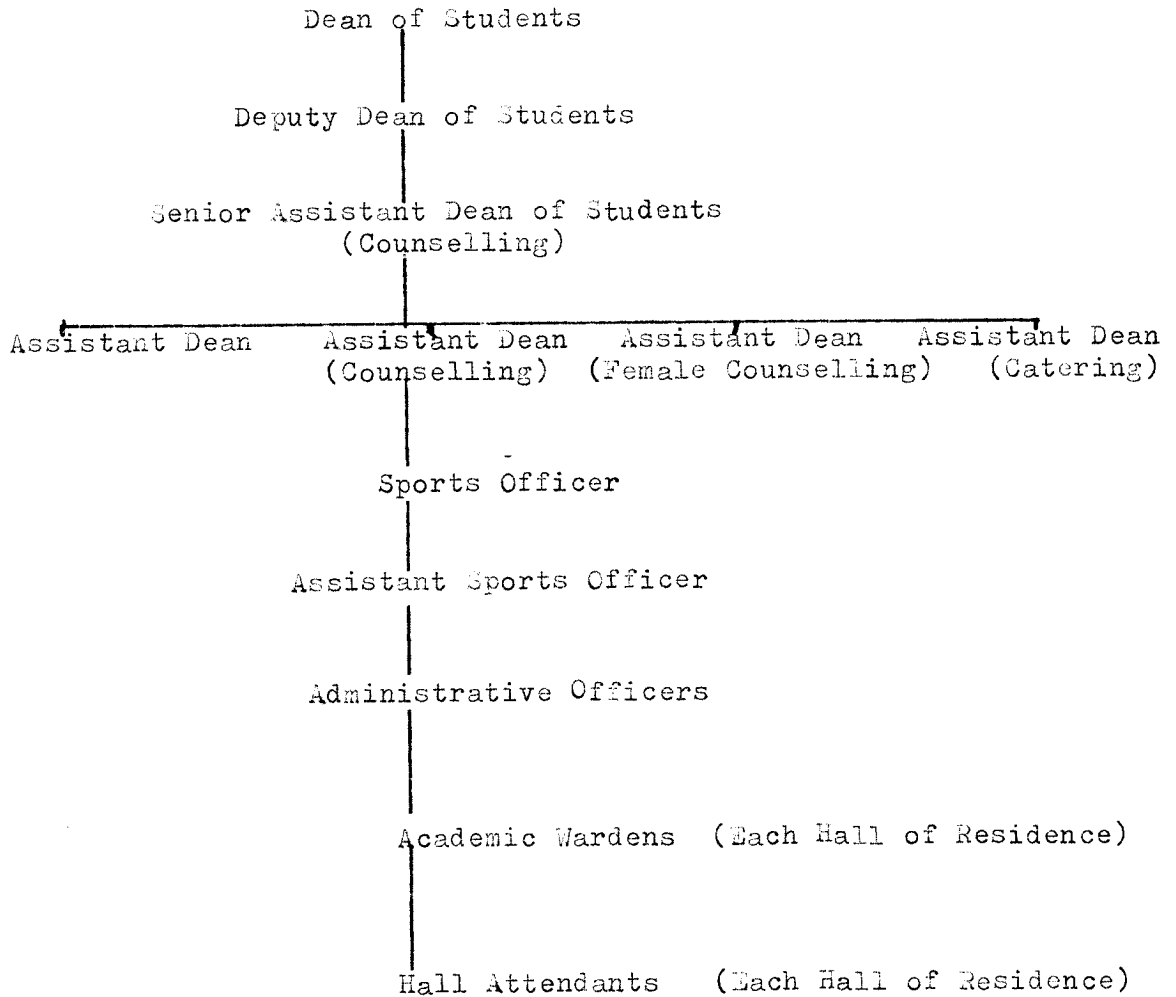 Dean of Students
Deputy Dean of Students
Senior Assistant Dean of Students
(Counselling)
Assistant Dean Assistant Dean Assistant Dean Assistant Dean
(Counselling) (Female Counselling) (Catering)
Sports Officer
Assistant Sports Officer
Administrative Officers
Academic Wardens (Each Hall of Residence)
Hall Attendants (Each Hall of Residence)